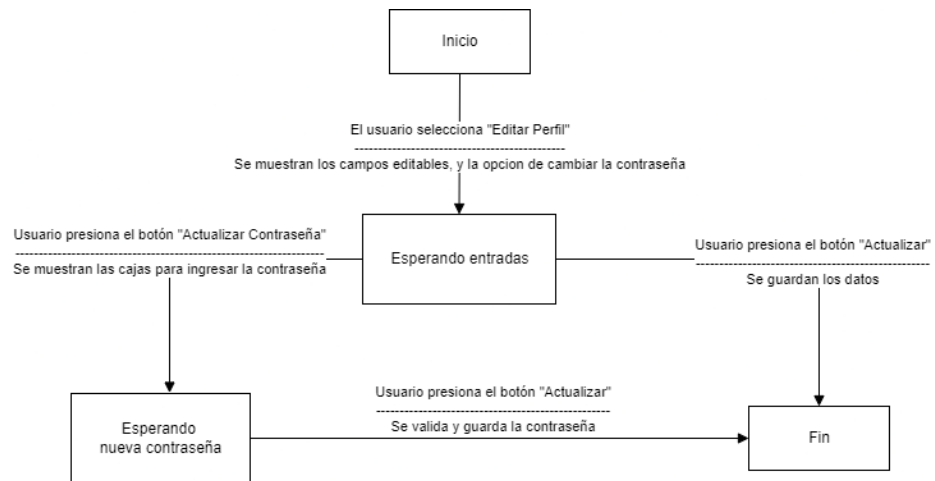 Inicio
El usuario selecciona "Editar Perfil"
Se muestran los campos editables, y la opcion de cambiar la contraseña
Usuario presiona el botón "Actualizar Contraseña"
Se muestran las cajas para ingresar la contraseña
Esperando entradas
Usuario presiona el botón "Actualizar"
Se guardan los datos
Esperando
nueva contraseña
Usuario presiona el botón "Actualizar"
Se valida y guarda la contraseña
Fin